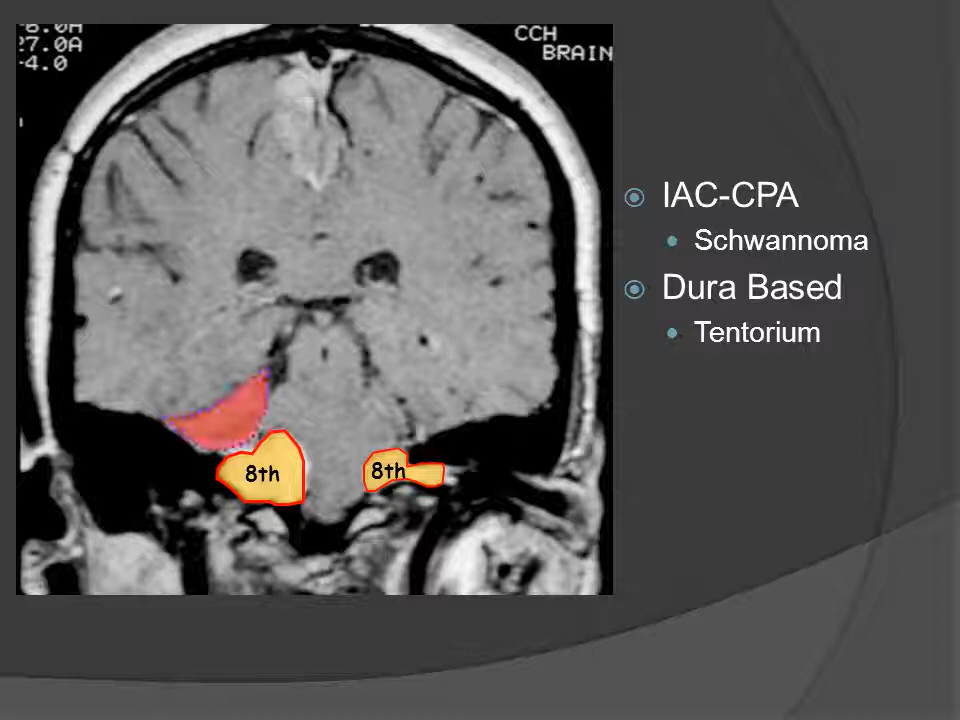 27.0A
-4.0
CCH
BRAIN
IAC-CPA
Schwannoma
Dura Based
Tentorium
8th
8th